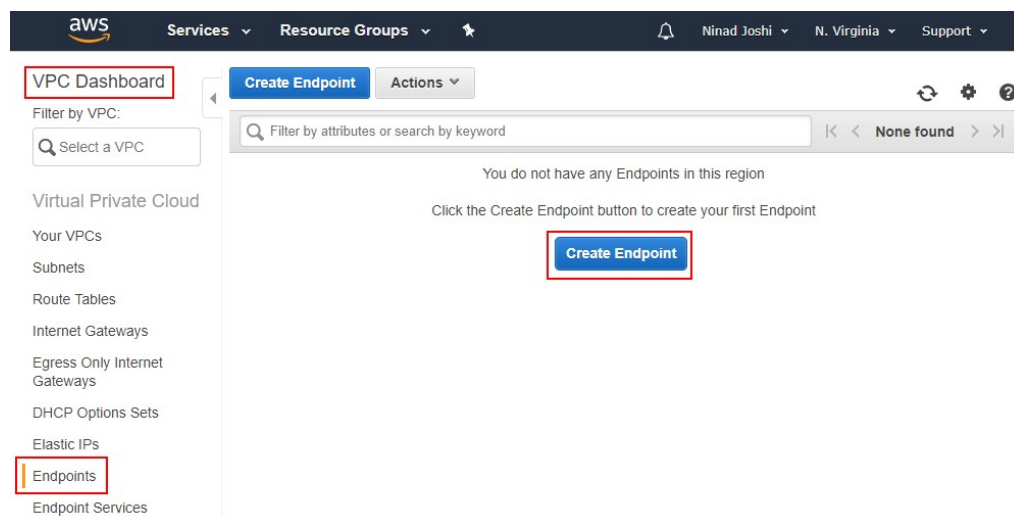 aws
Services
Resource Groups
Ninad Joshi
N. Virginia
Support
VPC Dashboard
Filter by VPC:
Select a VPC
Virtual Private Cloud
Your VPCs
Subnets
Route Tables
Internet Gateways
Egress Only Internet
Gateways
DHCP Options Sets
Elastic IPs
Endpoints
Endpoint Services
Create Endpoint
Actions
Filter by attributes or search by keyword
None found
You do not have any Endpoints in this region
Click the Create Endpoint button to create your first Endpoint
Create Endpoint